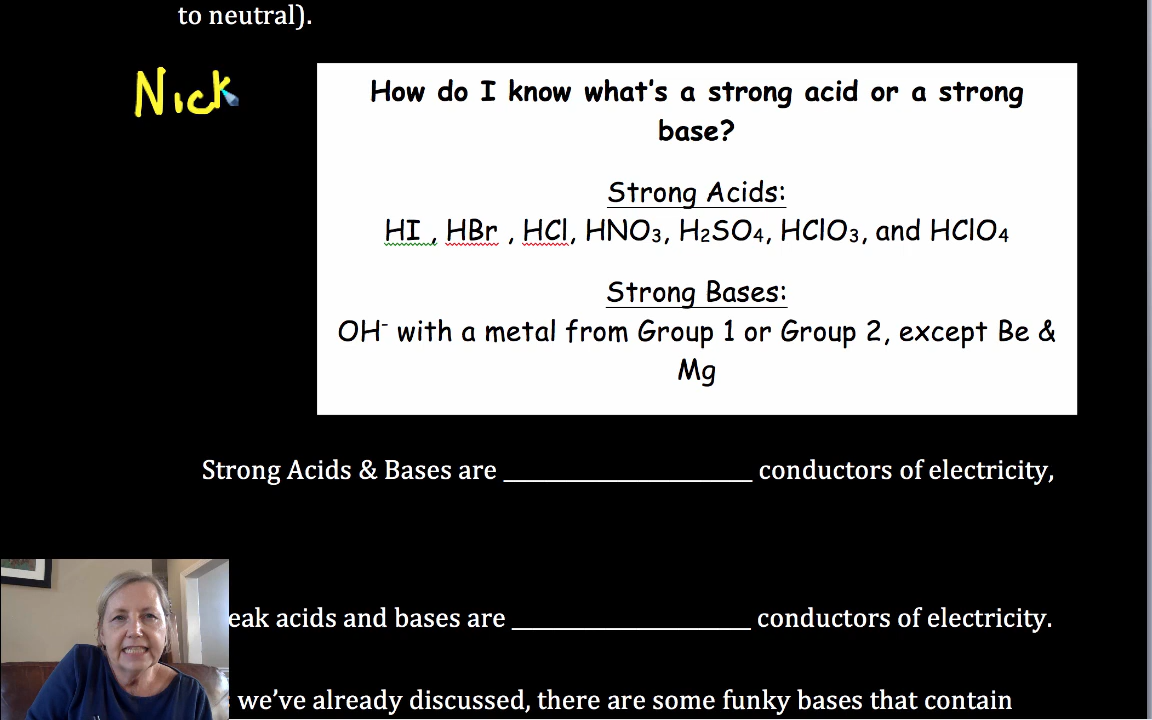 to neutral).
Nick
How do I know what's a strong acid or a strong
base?
Strong Acids:
HI , HBr , HCl, HNO₃, H₂SO₄, HClO₃, and HClO₄
Strong Bases:
OH⁻ with a metal from Group 1 or Group 2, except Be &
Mg
Strong Acids & Bases are ____________________ conductors of electricity,
eak acids and bases are ____________________ conductors of electricity.
we’ve already discussed, there are some funky bases that contain